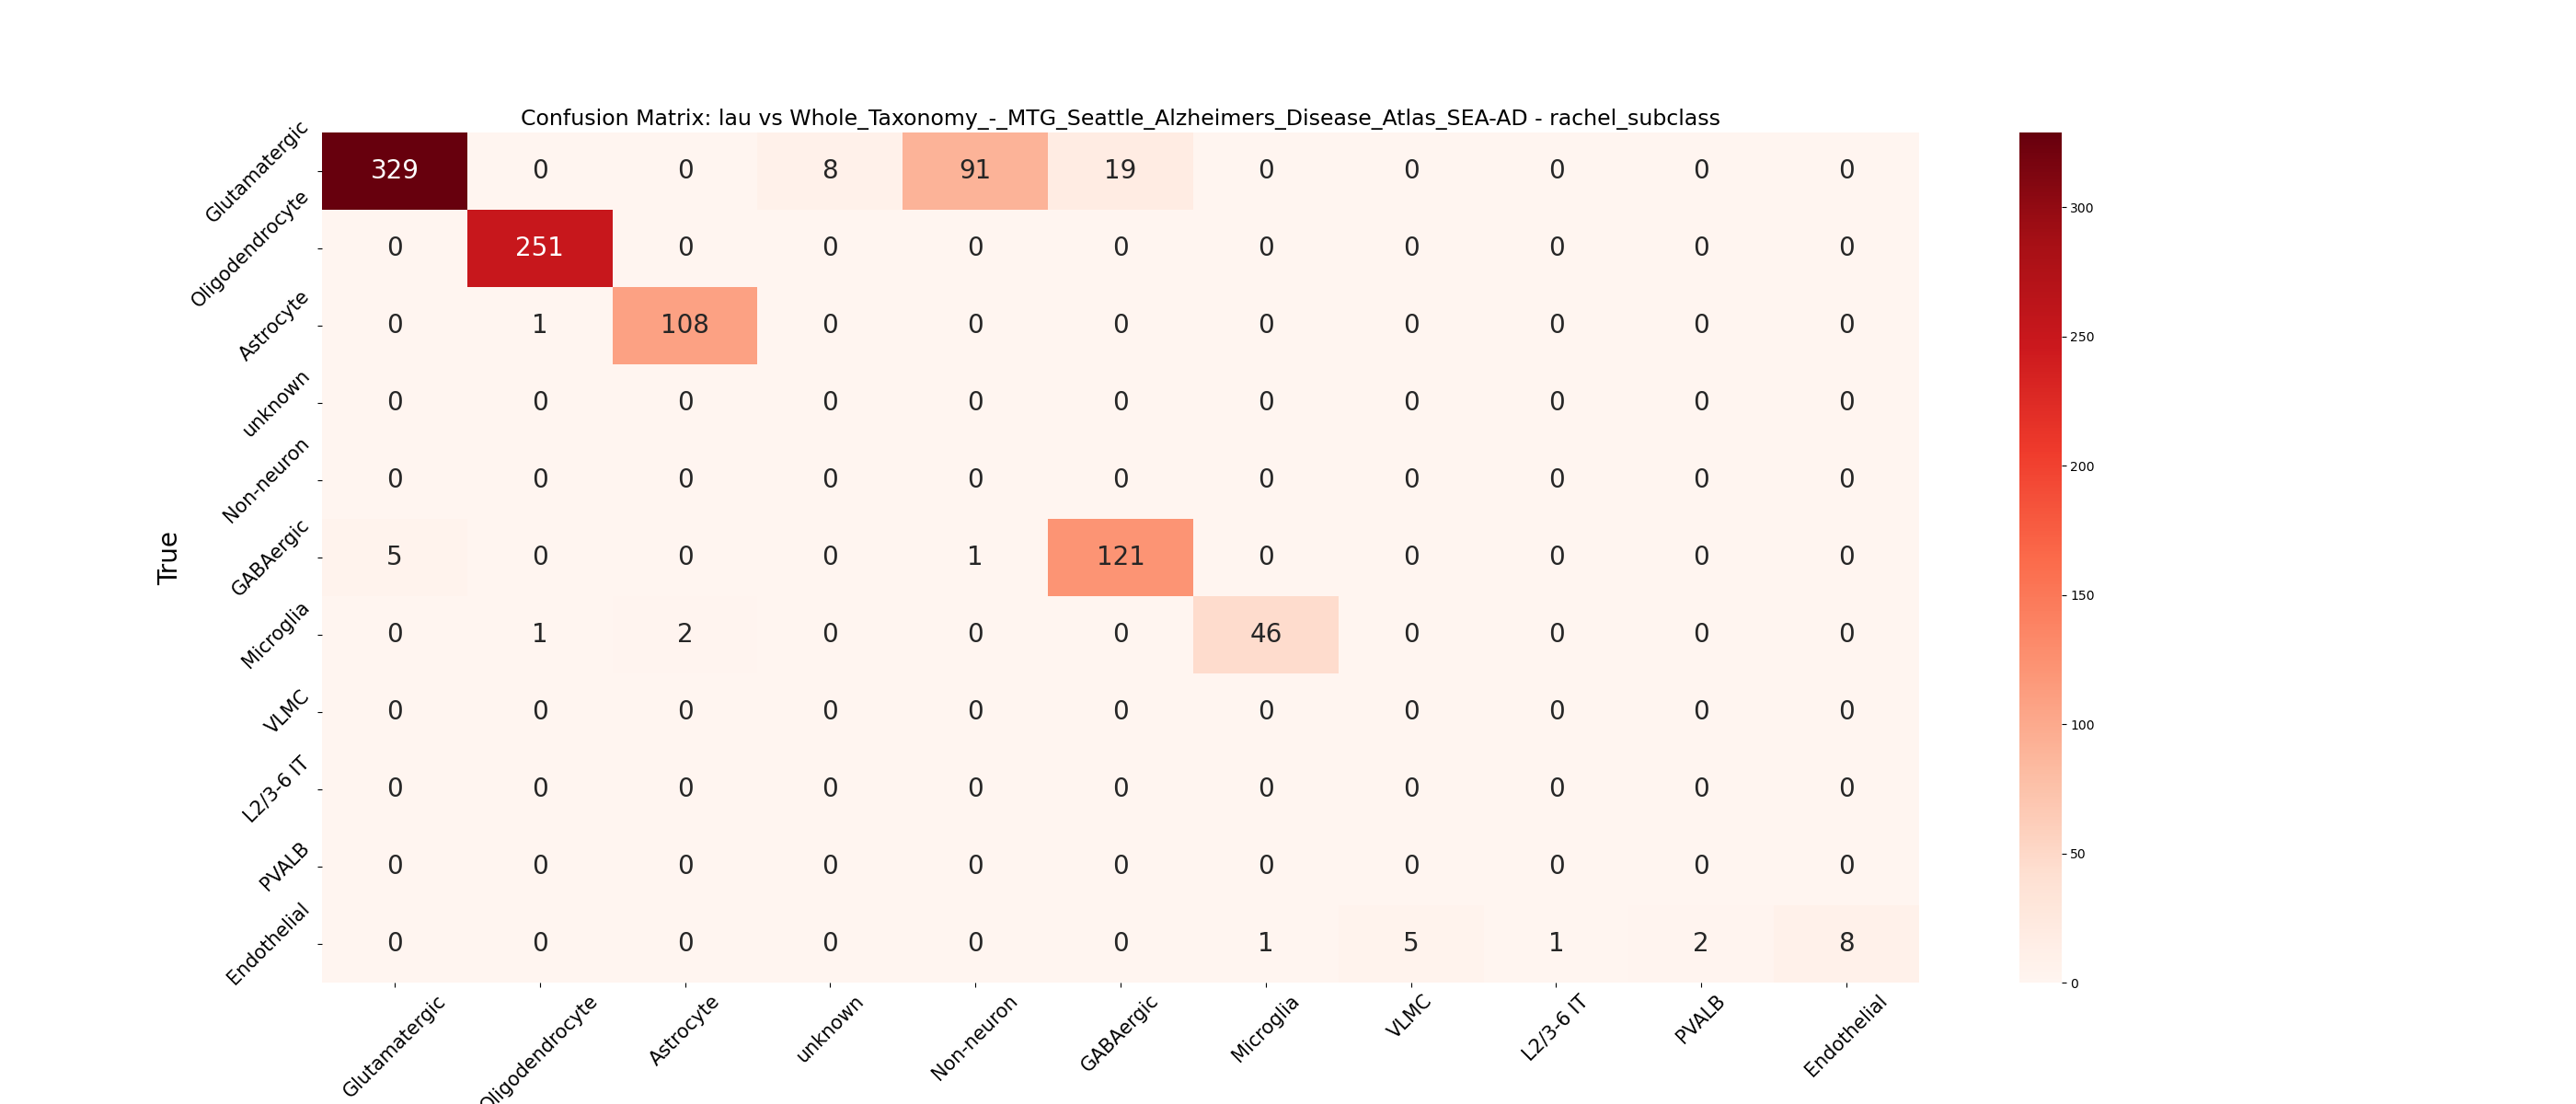 Confusion Matrix: lau vs Whole_Taxonomy_-_MTG_Seattle_Alzheimers_Disease_Atlas_SEA-AD - rachel_subclass
True
Glutamatergic 329 0 0 8 91 19 0 0 0 0 0
Oligodendrocyte 0 251 0 0 0 0 0 0 0 0 0
Astrocyte 0 1 108 0 0 0 0 0 0 0 0
unknown 0 0 0 0 0 0 0 0 0 0 0
Non-neuron 0 0 0 0 0 0 0 0 0 0 0
GABAergic 5 0 0 0 1 121 0 0 0 0 0
Microglia 0 1 2 0 0 0 46 0 0 0 0
VLMC 0 0 0 0 0 0 0 0 0 0 0
L2/3-6 IT 0 0 0 0 0 0 0 0 0 0 0
PVALB 0 0 0 0 0 0 0 0 0 0 0
Endothelial 0 0 0 0 0 0 1 5 1 2 8
Glutamatergic Oligodendrocyte Astrocyte unknown Non-neuron GABAergic Microglia VLMC L2/3-6 IT PVALB Endothelial
300
250
200
150
100
50
0